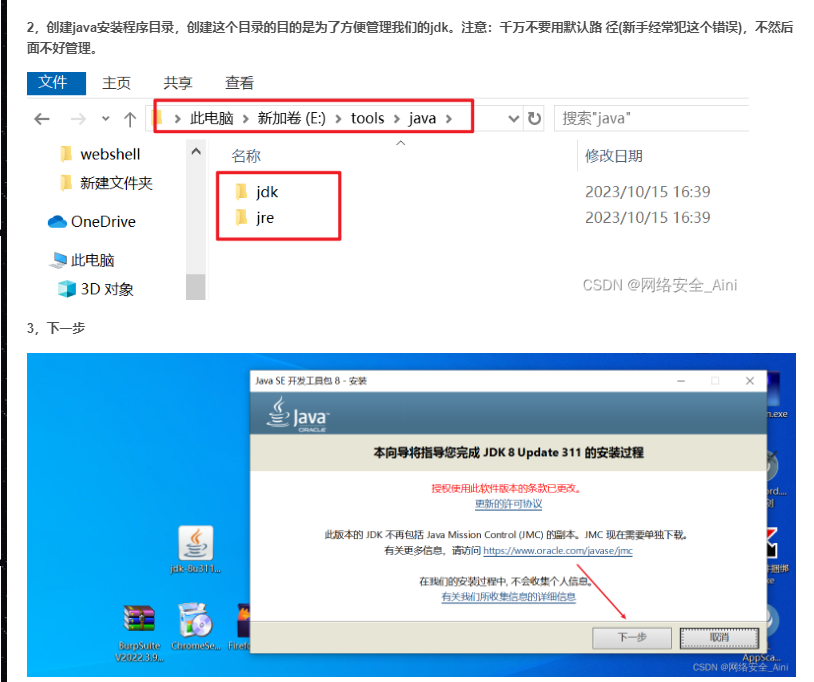 2，创建java安装程序目录，创建这个目录的目的是为了方便管理我们的jdk。注意：千万不要用默认路 径(新手经常犯这个错误)，不然后
面不好管理。
文件 主页 共享 查看
此电脑 > 新加卷 (E:) > tools > java >
搜索"java"
webshell
新建文件夹
OneDrive
此电脑
3D 对象
名称 修改日期
jdk 2023/10/15 16:39
jre 2023/10/15 16:39
CSDN @网络安全_Aini
3，下一步
Java SE 开发工具包 8 - 安装
Java
ORACLE
本向导将指导您完成 JDK 8 Update 311 的安装过程
授权使用此软件版本的条款已更改。
更新的许可协议
此版本的 JDK 不再包括 Java Mission Control (JMC) 的副本。JMC 现在需要单独下载。
有关更多信息，请访问 https://www.oracle.com/javase/jmc
在我们的安装过程中, 不会收集个人信息。
有关我们所收集信息的详细信息
下一步 取消
jdk-8u311...
BurpSuite
V2022.3.9...
ChromeSe...
Firef
n.exe
rd...
捆绑
xe
AppSca...
CSDN @网络安全_Aini